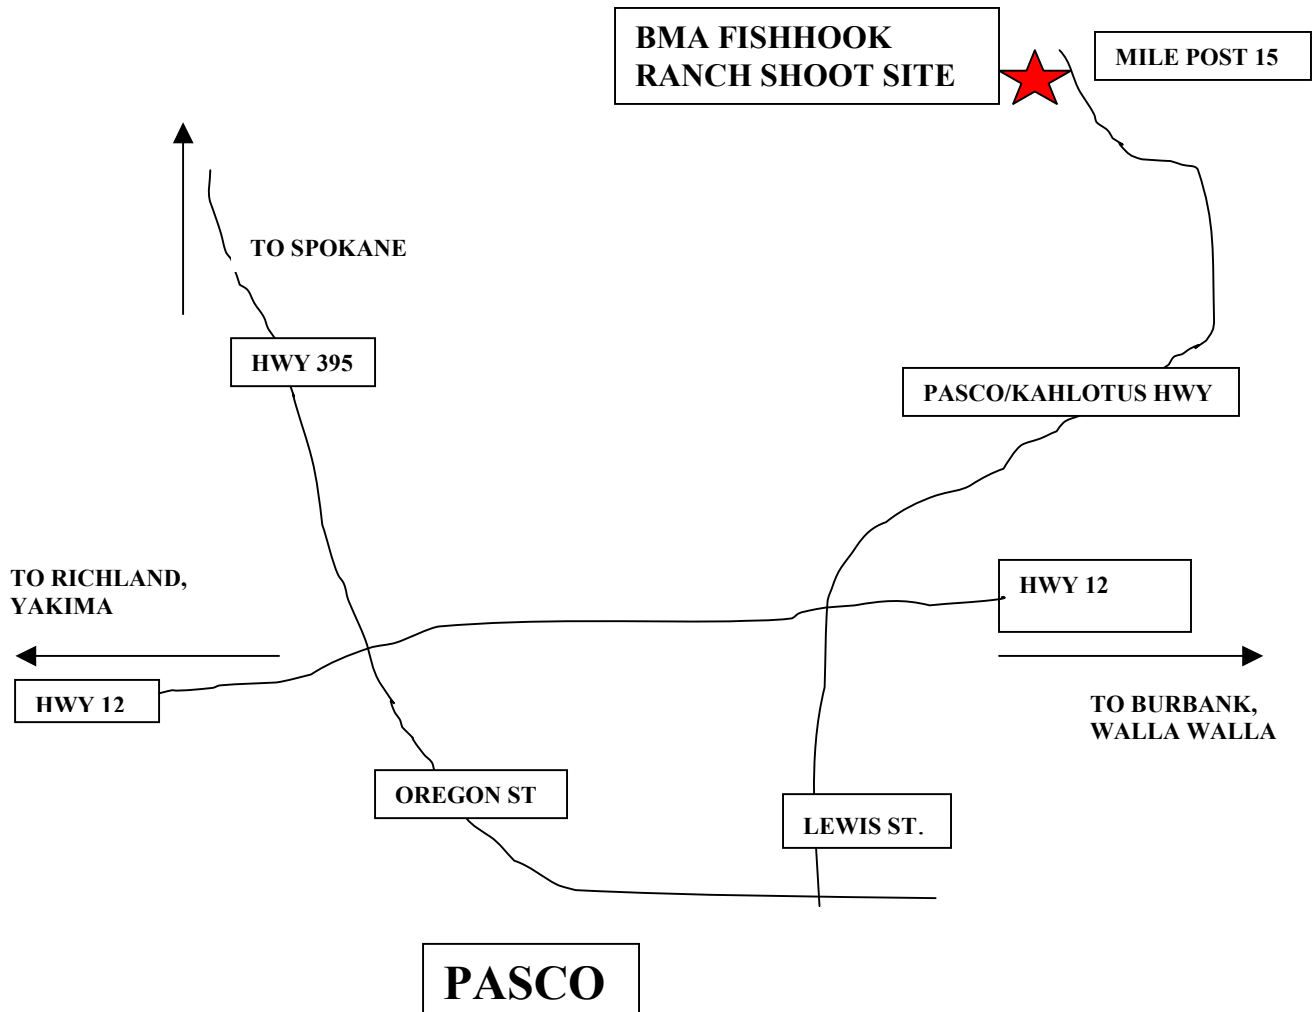 BMA FISHHOOK
RANCH SHOOT SITE
MILE POST 15
TO SPOKANE
HWY 395
PASCO/KAHLOTUS HWY
TO RICHLAND,
YAKIMA
HWY 12
HWY 12
TO BURBANK,
WALLA WALLA
OREGON ST
LEWIS ST.
PASCO